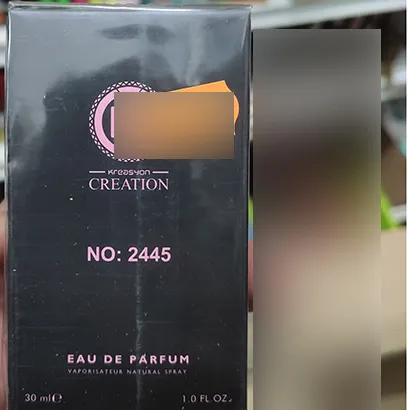 Kreasyon
CREATION
NO: 2445
EAU DE PARFUM
VAPORISATEUR NATURAL SPRAY
30 ml e 1.0 FL OZ.